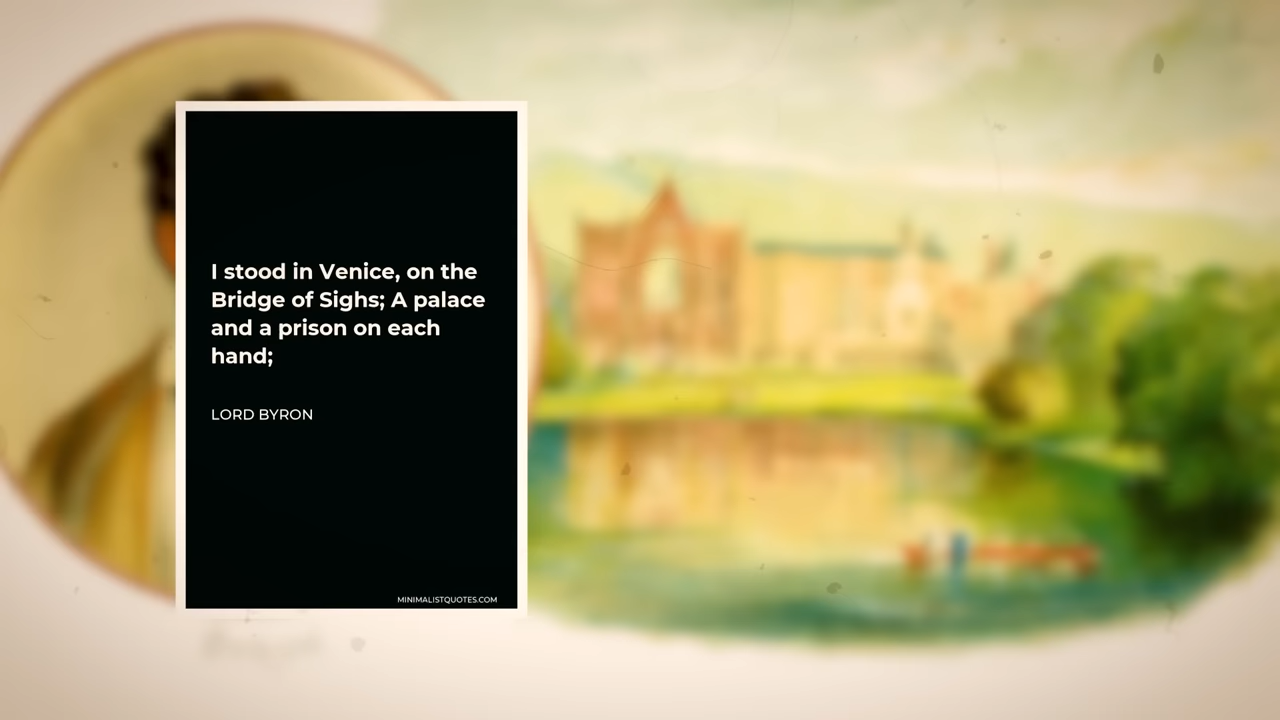 I stood in Venice, on the
Bridge of Sighs; A palace
and a prison on each
hand;
LORD BYRON
MINIMALISTQUOTES.COM